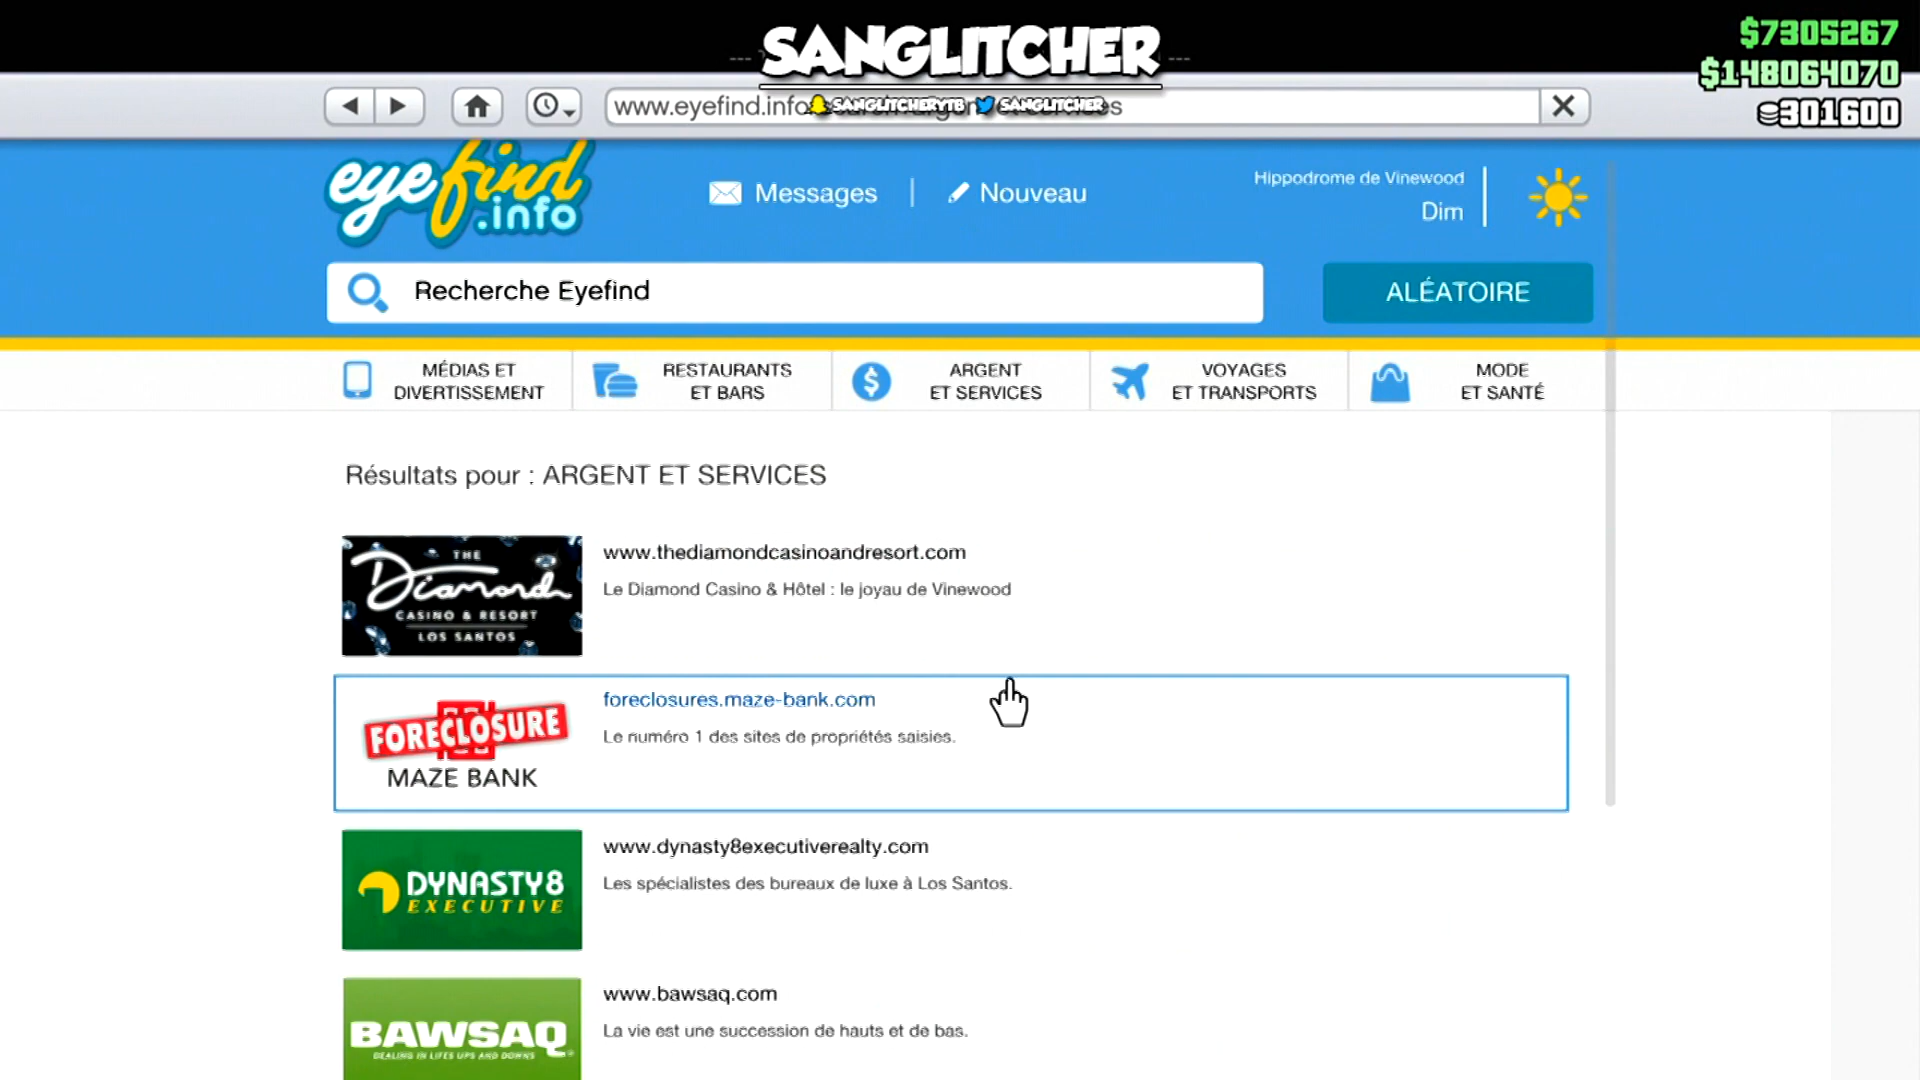 SANGLITCHER
$7305267
$148064070
301600
www.eyefind.info
SANGLITCHERYTB SANGLITCHER
eyefind
.info
Messages
Nouveau
Hippodrome de Vinewood
Dim
Recherche Eyefind
ALÉATOIRE
MÉDIAS ET
DIVERTISSEMENT
RESTAURANTS
ET BARS
ARGENT
ET SERVICES
VOYAGES
ET TRANSPORTS
MODE
ET SANTÉ
Résultats pour : ARGENT ET SERVICES
THE
Diamond
CASINO & RESORT
LOS SANTOS
www.thediamondcasinoandresort.com
Le Diamond Casino & Hôtel : le joyau de Vinewood
FORECLOSURE
MAZE BANK
foreclosures.maze-bank.com
Le numéro 1 des sites de propriétés saisies.
DYNASTY8
EXECUTIVE
www.dynasty8executiverealty.com
Les spécialistes des bureaux de luxe à Los Santos.
BAWSAQ
DEALING IN LIFES UPS AND DOWNS
www.bawsaq.com
La vie est une succession de hauts et de bas.